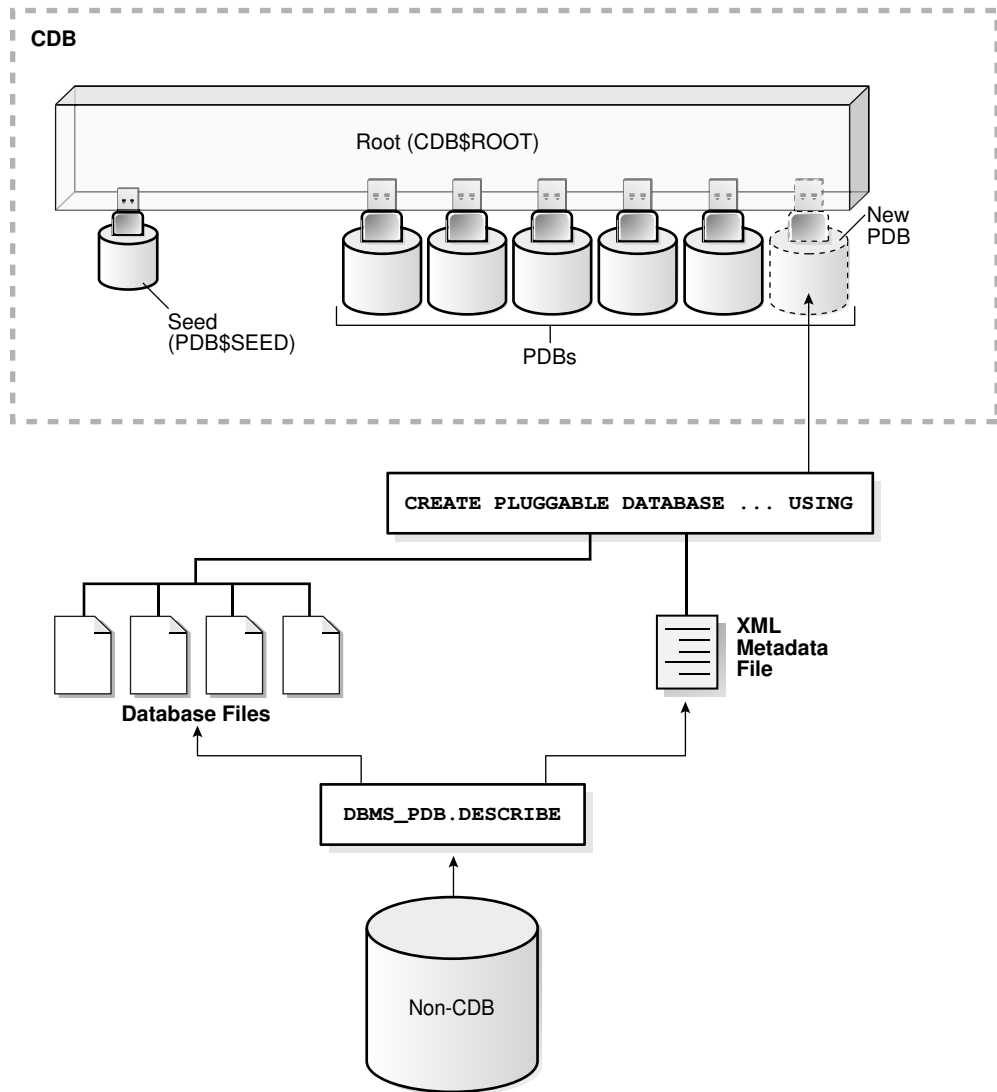 CDB
Root (CDB$ROOT)
New
PDB
Seed
(PDB$SEED)
PDBs
CREATE PLUGGABLE DATABASE ... USING
XML
Metadata
File
Database Files
DBMS_PDB.DESCRIBE
Non-CDB